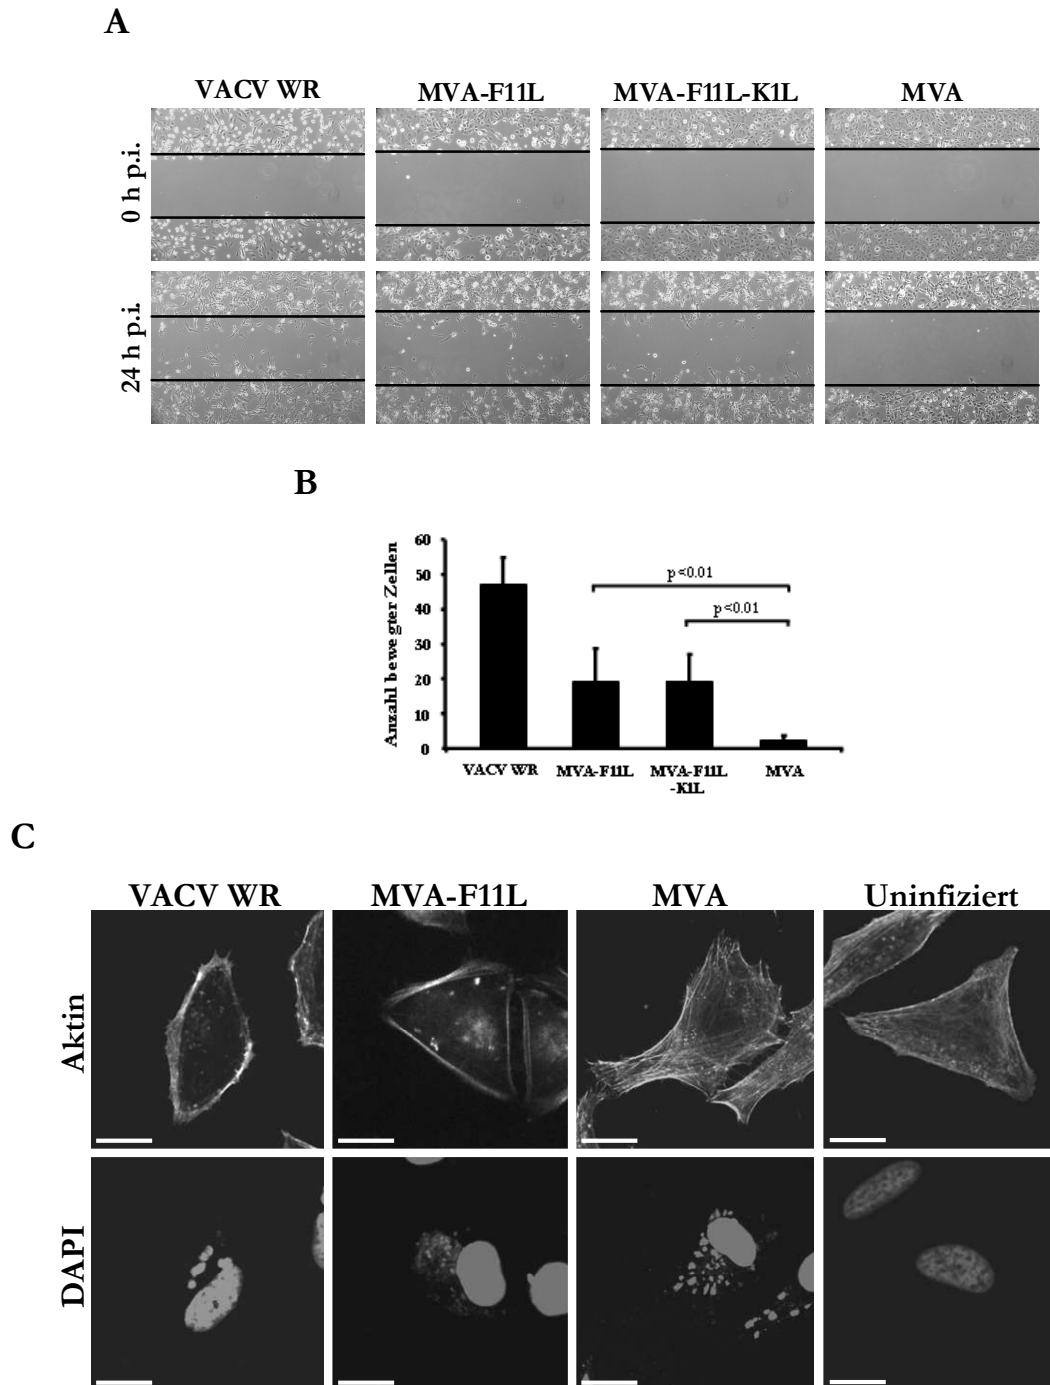 A
VACV WR MVA-F11L MVA-F11L-K1L MVA
0 h p.i.
24 h p.i.
B
Anzahl bewegter Zellen
60
50
40
30
20
10
0
p<0.01
p<0.01
VACV WR MVA-F11L MVA-F11L MVA
-K1L
C
VACV WR MVA-F11L MVA Uninfiziert
Aktin
DAPI